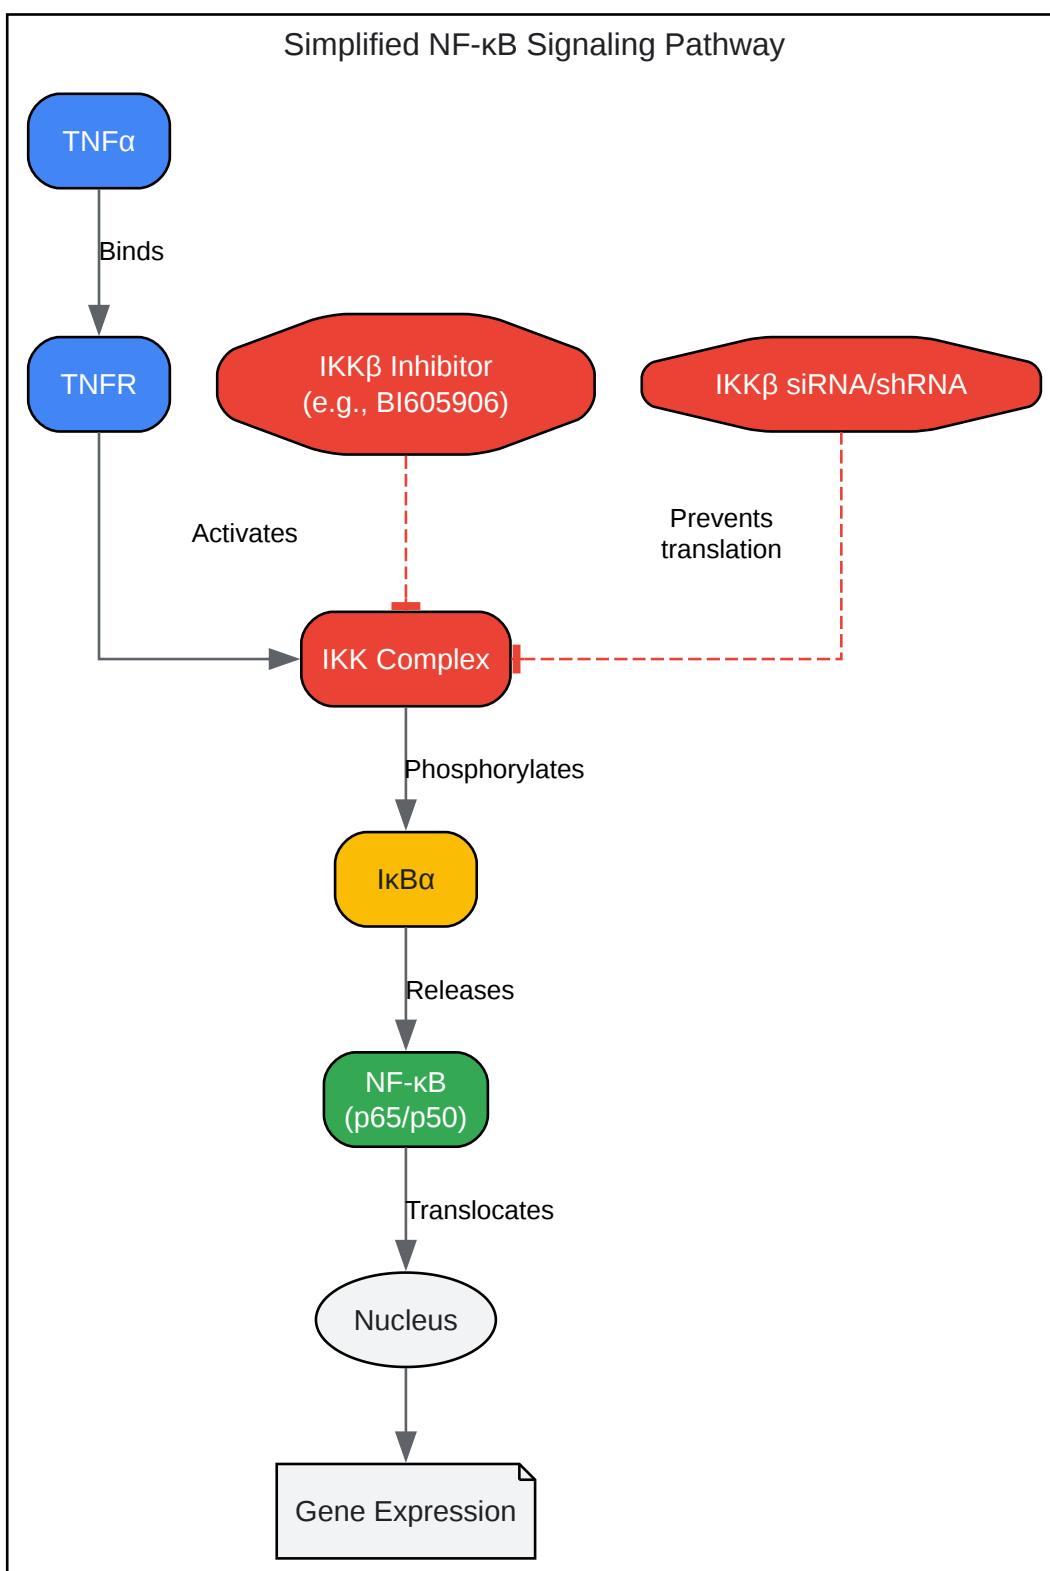 Simplified NF-κB Signaling Pathway
TNFα
Binds
TNFR
IKKβ Inhibitor
(e.g., BI605906)
IKKβ siRNA/shRNA
Activates
Prevents
translation
IKK Complex
Phosphorylates
IκBα
Releases
NF-κB
(p65/p50)
Translocates
Nucleus
Gene Expression